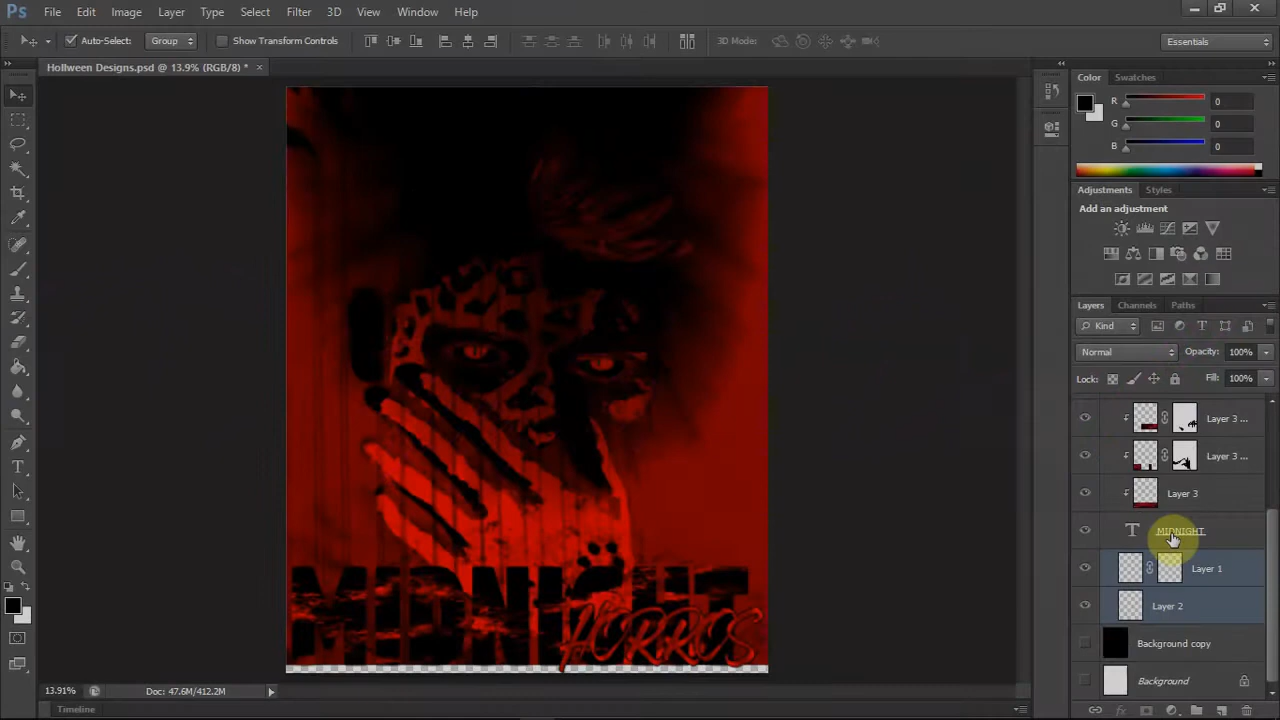 Ps File Edit Image Layer Type Select Filter 3D View Window Help
Auto-Select: Group Show Transform Controls 3D Mode: Essentials
Hollween Designs.psd @ 13.9% (RGB/8) * ×
Color Swatches
R 0
G 0
B 0
Adjustments Styles
Add an adjustment
Layers Channels Paths
Kind
Normal Opacity: 100%
Lock: Fill: 100%
Layer 3 ...
Layer 3 ...
Layer 3
T MIDNIGHT
Layer 1
Layer 2
Background copy
Background
MIDNIGHT
HORROS
13.91% Doc: 47.6M/412.2M
Timeline